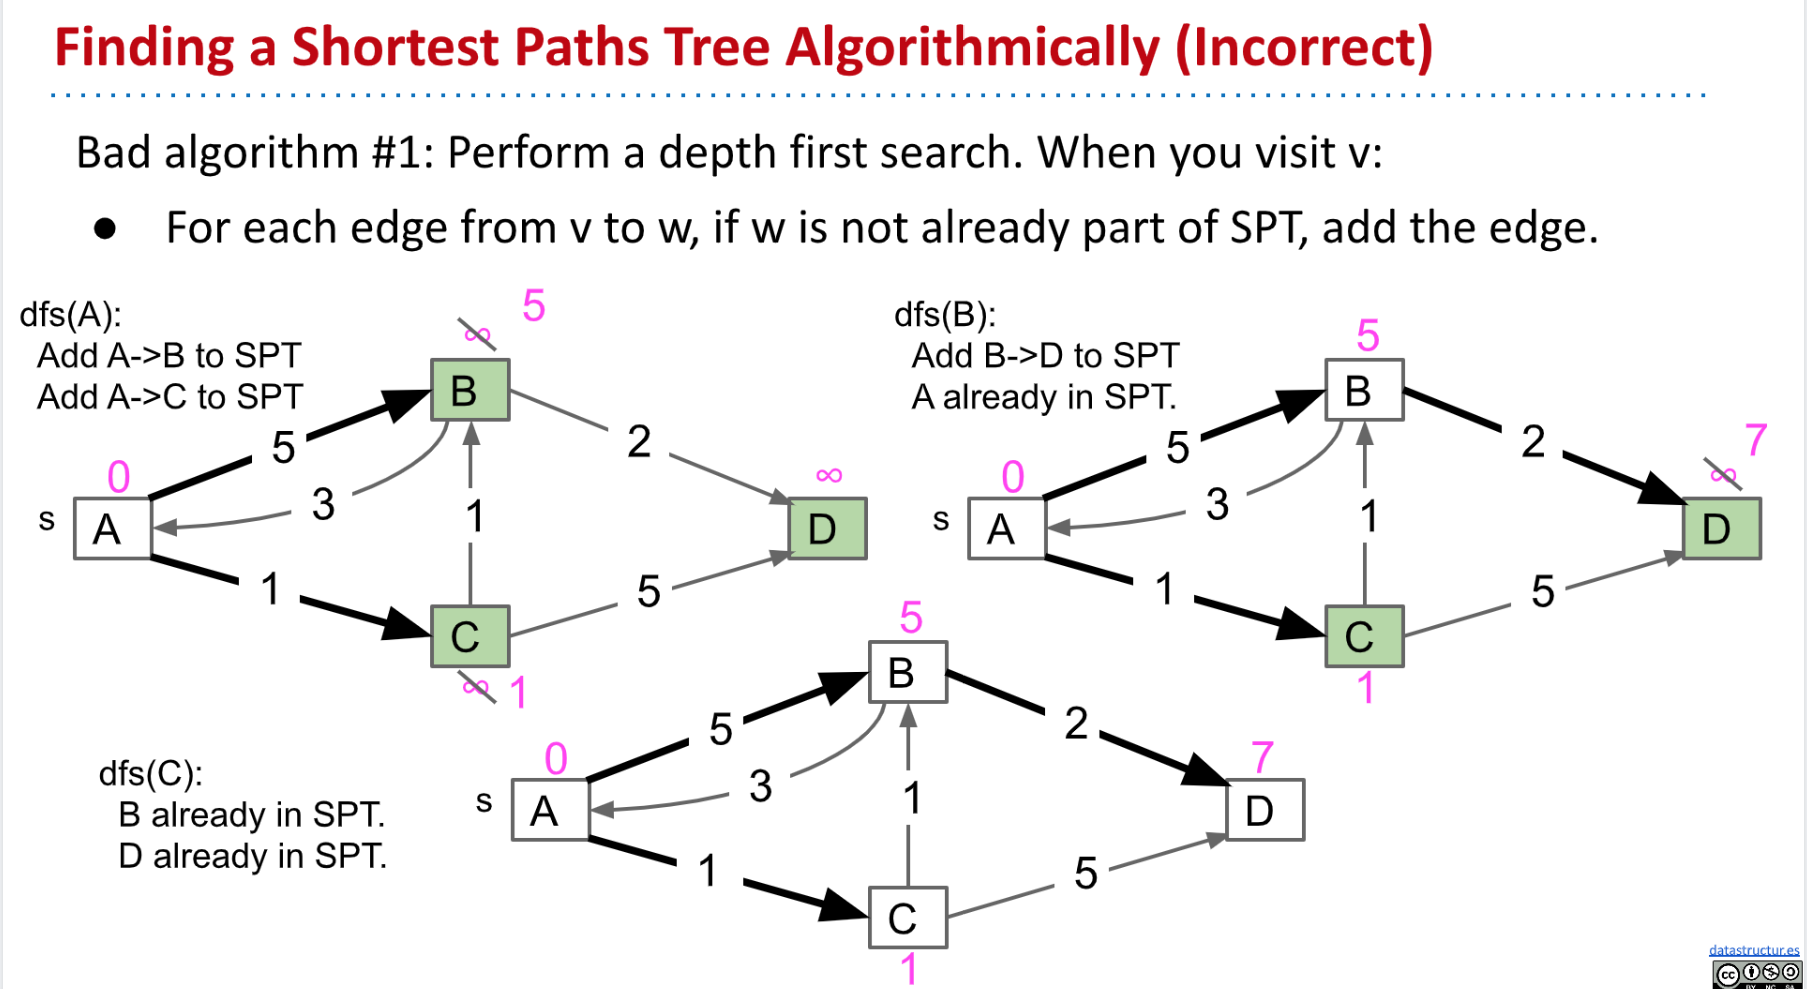 Finding a Shortest Paths Tree Algorithmically (Incorrect)
Bad algorithm #1: Perform a depth first search. When you visit v:
● For each edge from v to w, if w is not already part of SPT, add the edge.
dfs(A):
Add A->B to SPT
Add A->C to SPT
∞ 5
B
5
2
0
3
1
∞
s
A
D
1
5
C
∞ 1
dfs(B):
Add B->D to SPT
A already in SPT.
5
B
5
2
7
0
3
1
∞
s
A
D
1
5
C
1
dfs(C):
B already in SPT.
D already in SPT.
5
B
5
2
0
3
1
7
s
A
D
1
5
C
1
datastructur.es
cc
BY NC SA